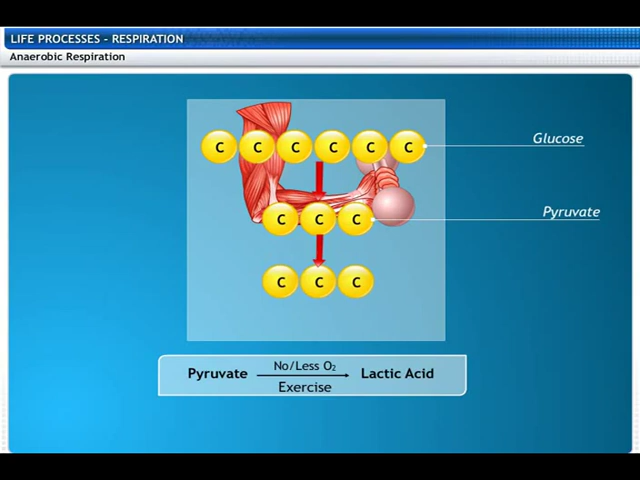 LIFE PROCESSES - RESPIRATION
Anaerobic Respiration
C C C C C C
Glucose
C C C
Pyruvate
C C C
No/Less O₂
Pyruvate Lactic Acid
Exercise